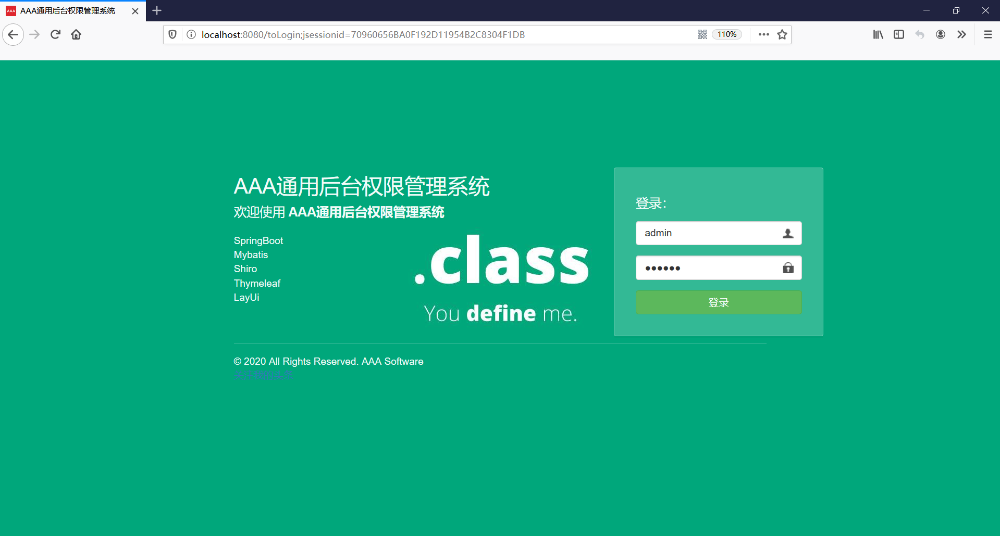 AAA
AAA通用后台权限管理系统
localhost:8080/toLogin;jsessionid=70960656BA0F192D11954B2C8304F1DB
110%
AAA通用后台权限管理系统
欢迎使用 AAA通用后台权限管理系统
SpringBoot
Mybatis
Shiro
Thymeleaf
LayUi
.class
You define me.
登录：
admin
登录
© 2020 All Rights Reserved. AAA Software
关注我的头条